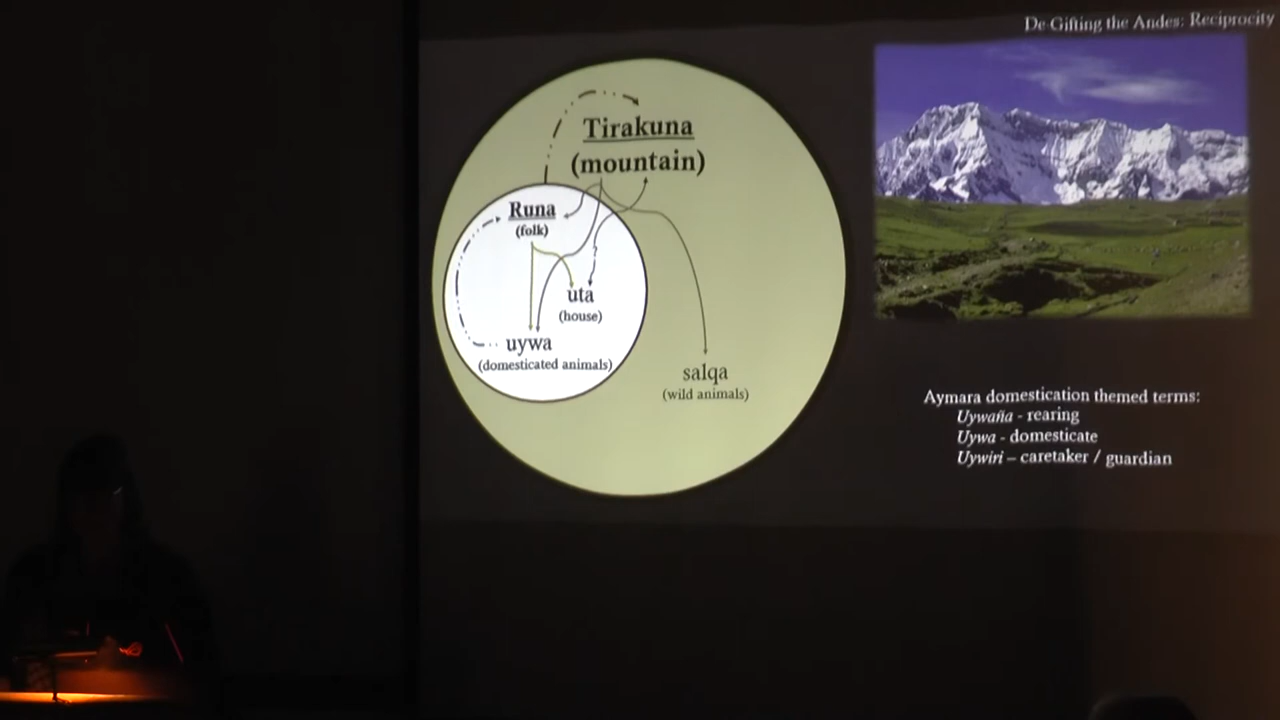 De-Gifting the Andes: Reciprocity
Tirakuna
(mountain)
Runa
(folk)
uta
(house)
uywa
(domesticated animals)
salqa
(wild animals)
Aymara domestication themed terms:
Uywaña - rearing
Uywa - domesticate
Uywiri – caretaker / guardian